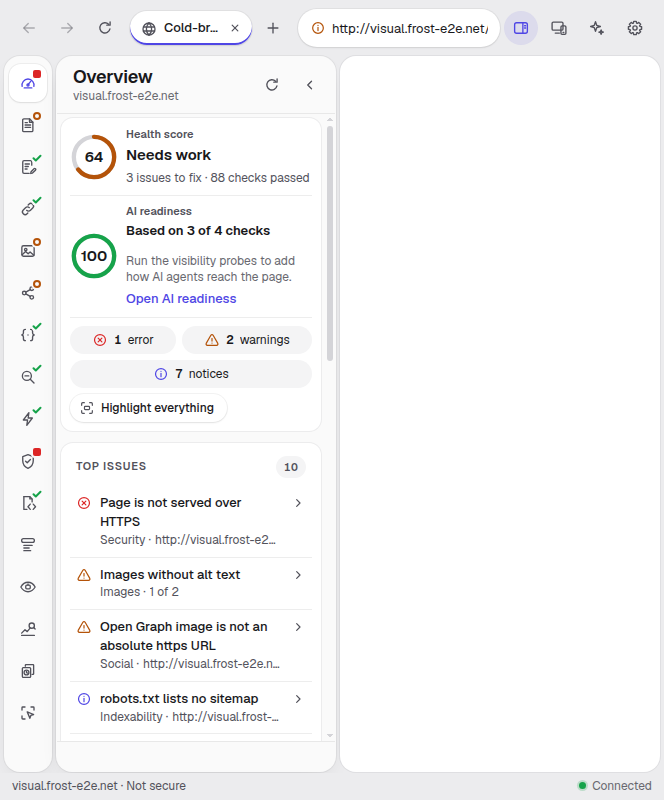 Cold-br...
http://visual.frost-e2e.net/
Overview
visual.frost-e2e.net
64
Health score
Needs work
3 issues to fix · 88 checks passed
100
AI readiness
Based on 3 of 4 checks
Run the visibility probes to add
how AI agents reach the page.
Open AI readiness
1 error
2 warnings
7 notices
Highlight everything
TOP ISSUES
10
Page is not served over
HTTPS
Security · http://visual.frost-e2...
Images without alt text
Images · 1 of 2
Open Graph image is not an
absolute https URL
Social · http://visual.frost-e2e.n...
robots.txt lists no sitemap
Indexability · http://visual.frost-...
visual.frost-e2e.net · Not secure
Connected